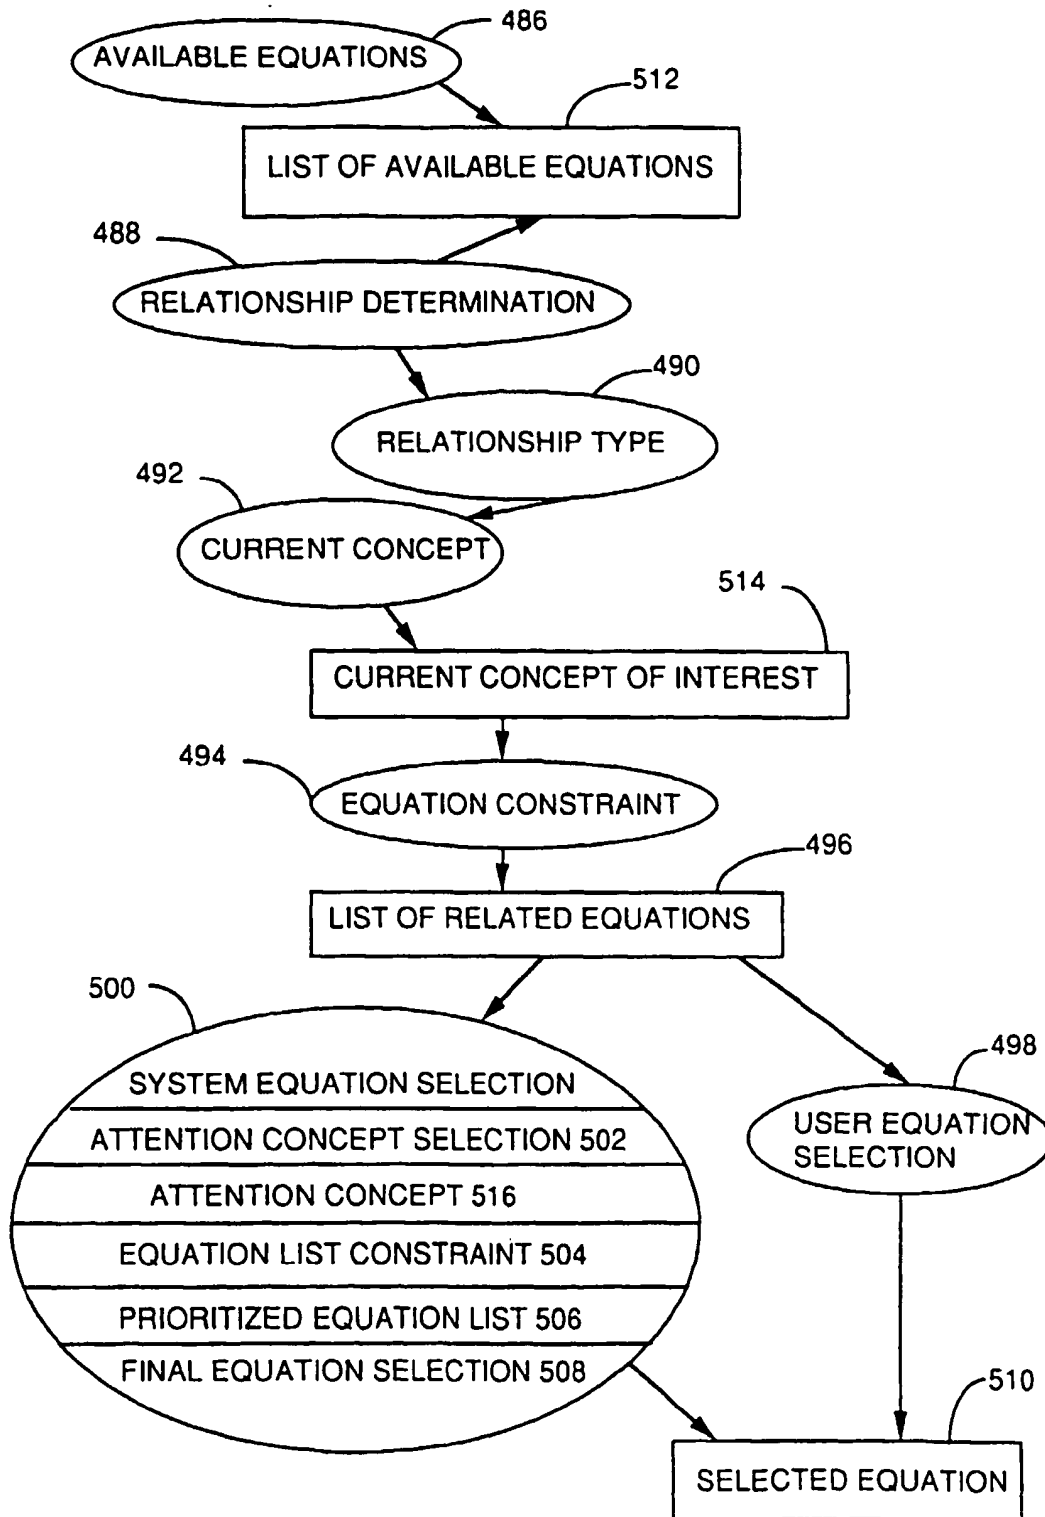 486
AVAILABLE EQUATIONS
512
LIST OF AVAILABLE EQUATIONS
488
RELATIONSHIP DETERMINATION
490
RELATIONSHIP TYPE
492
CURRENT CONCEPT
514
CURRENT CONCEPT OF INTEREST
494
EQUATION CONSTRAINT
496
LIST OF RELATED EQUATIONS
500
SYSTEM EQUATION SELECTION
ATTENTION CONCEPT SELECTION 502
ATTENTION CONCEPT 516
EQUATION LIST CONSTRAINT 504
PRIORITIZED EQUATION LIST 506
FINAL EQUATION SELECTION 508
498
USER EQUATION
SELECTION
510
SELECTED EQUATION